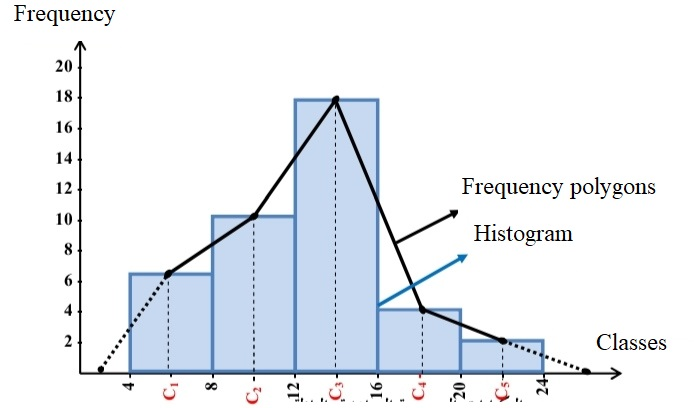 Frequency
20
18
16
14
12
10
8
6
4
2
Frequency polygons
Histogram
Classes
4
C1
8
C2
12
C3
16
C4
20
C5
24